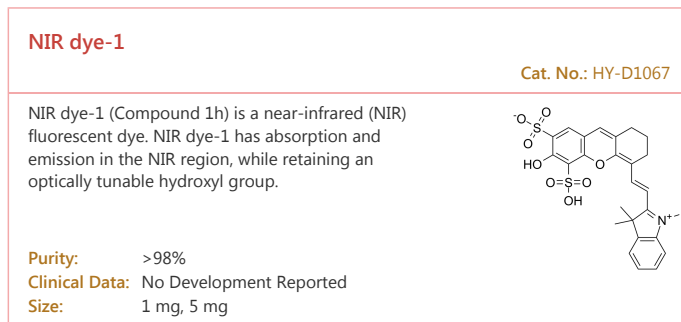 NIR dye-1
Cat. No.: HY-D1067
NIR dye-1 (Compound 1h) is a near-infrared (NIR)
fluorescent dye. NIR dye-1 has absorption and
emission in the NIR region, while retaining an
optically tunable hydroxyl group.
-O
O
S
O
HO
O
O
S
O
OH
N+
Purity: >98%
Clinical Data: No Development Reported
Size: 1 mg, 5 mg